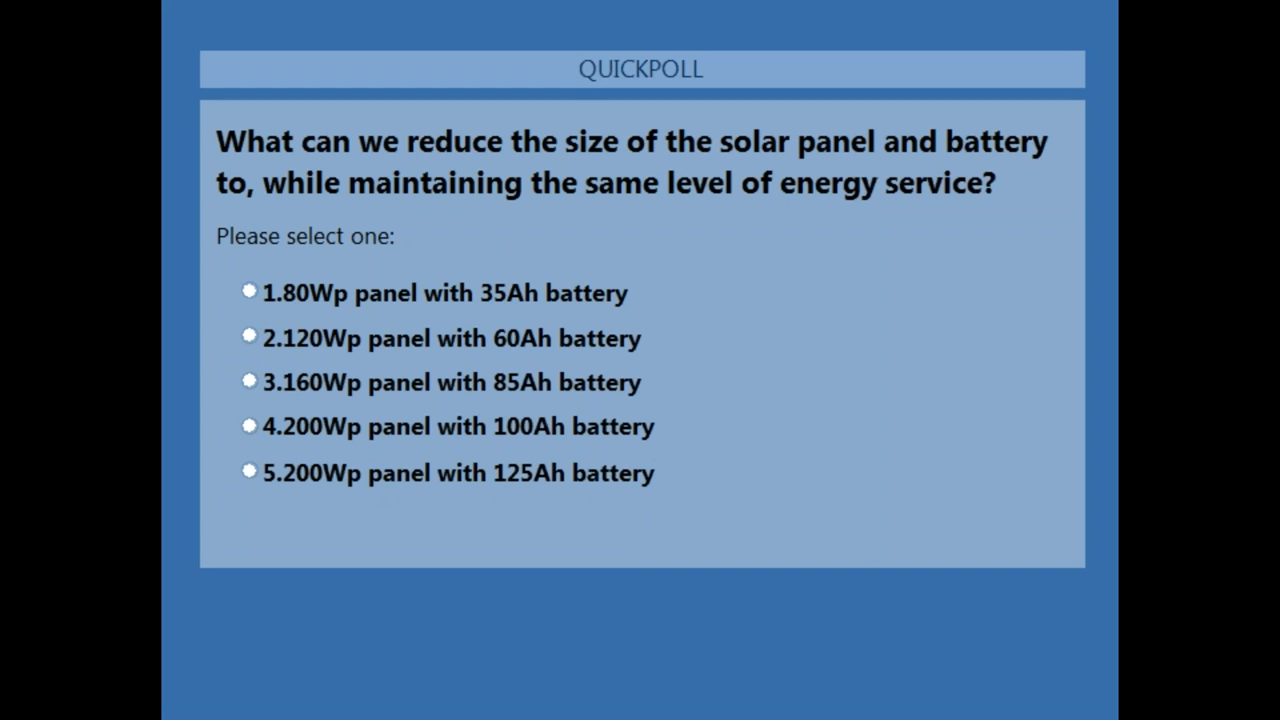 QUICKPOLL
What can we reduce the size of the solar panel and battery
to, while maintaining the same level of energy service?
Please select one:
1.80Wp panel with 35Ah battery
2.120Wp panel with 60Ah battery
3.160Wp panel with 85Ah battery
4.200Wp panel with 100Ah battery
5.200Wp panel with 125Ah battery